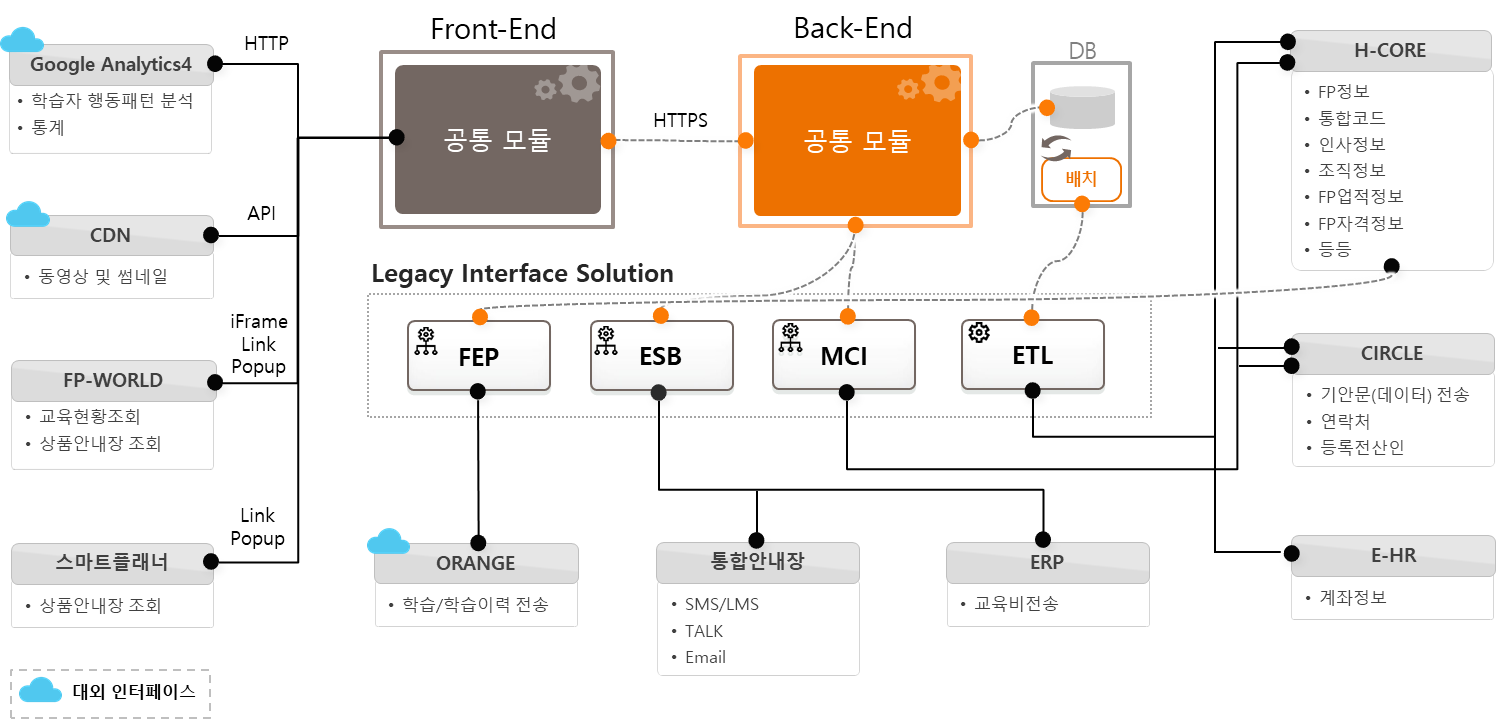 Front-End
Back-End
DB
HTTP
Google Analytics4
• 학습자 행동패턴 분석
• 통계
공통 모듈
HTTPS
공통 모듈
배치
H-CORE
• FP정보
• 통합코드
• 인사정보
• 조직정보
• FP업적정보
• FP자격정보
• 등등
API
CDN
• 동영상 및 썸네일
Legacy Interface Solution
FEP
ESB
MCI
ETL
iFrame
Link
Popup
FP-WORLD
• 교육현황조회
• 상품안내장 조회
CIRCLE
• 기안문(데이터) 전송
• 연락처
• 등록전산인
Link
Popup
스마트플래너
• 상품안내장 조회
ORANGE
• 학습/학습이력 전송
통합안내장
• SMS/LMS
• TALK
• Email
ERP
• 교육비전송
E-HR
• 계좌정보
대외 인터페이스